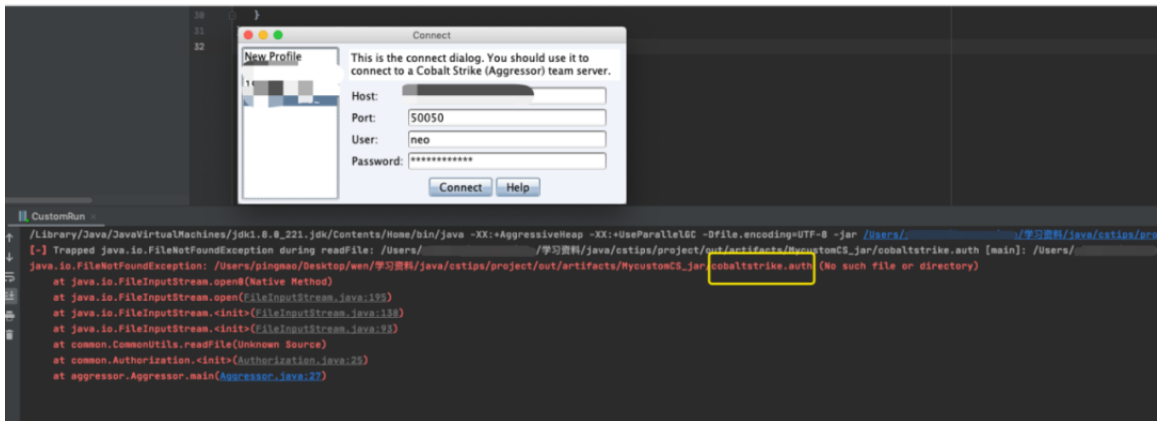 30
}
31
32
Connect
New Profile
This is the connect dialog. You should use it to
connect to a Cobalt Strike (Aggressor) team server.
Host:
Port:
50050
User:
neo
Password:
************
Connect
Help
CustomRun
/Library/Java/JavaVirtualMachines/jdk1.8.0_221.jdk/Contents/Home/bin/java -XX:+AggressiveHeap -XX:+UseParallelGC -Dfile.encoding=UTF-8 -jar /Users/ /学习资料/java/cstips/pro
[-] Trapped java.io.FileNotFoundException during readFile: /Users/ /学习资料/java/cstips/project/out/artifacts/MycustomCS_jar/cobaltstrike.auth [main]: /Users/
java.io.FileNotFoundException: /Users/pingmao/Desktop/wen/学习资料/java/cstips/project/out/artifacts/MycustomCS_jar/cobaltstrike.auth (No such file or directory)
at java.io.FileInputStream.open0(Native Method)
at java.io.FileInputStream.open(FileInputStream.java:195)
at java.io.FileInputStream.<init>(FileInputStream.java:138)
at java.io.FileInputStream.<init>(FileInputStream.java:93)
at common.CommonUtils.readFile(Unknown Source)
at common.Authorization.<init>(Authorization.java:25)
at aggressor.Aggressor.main(Aggressor.java:27)